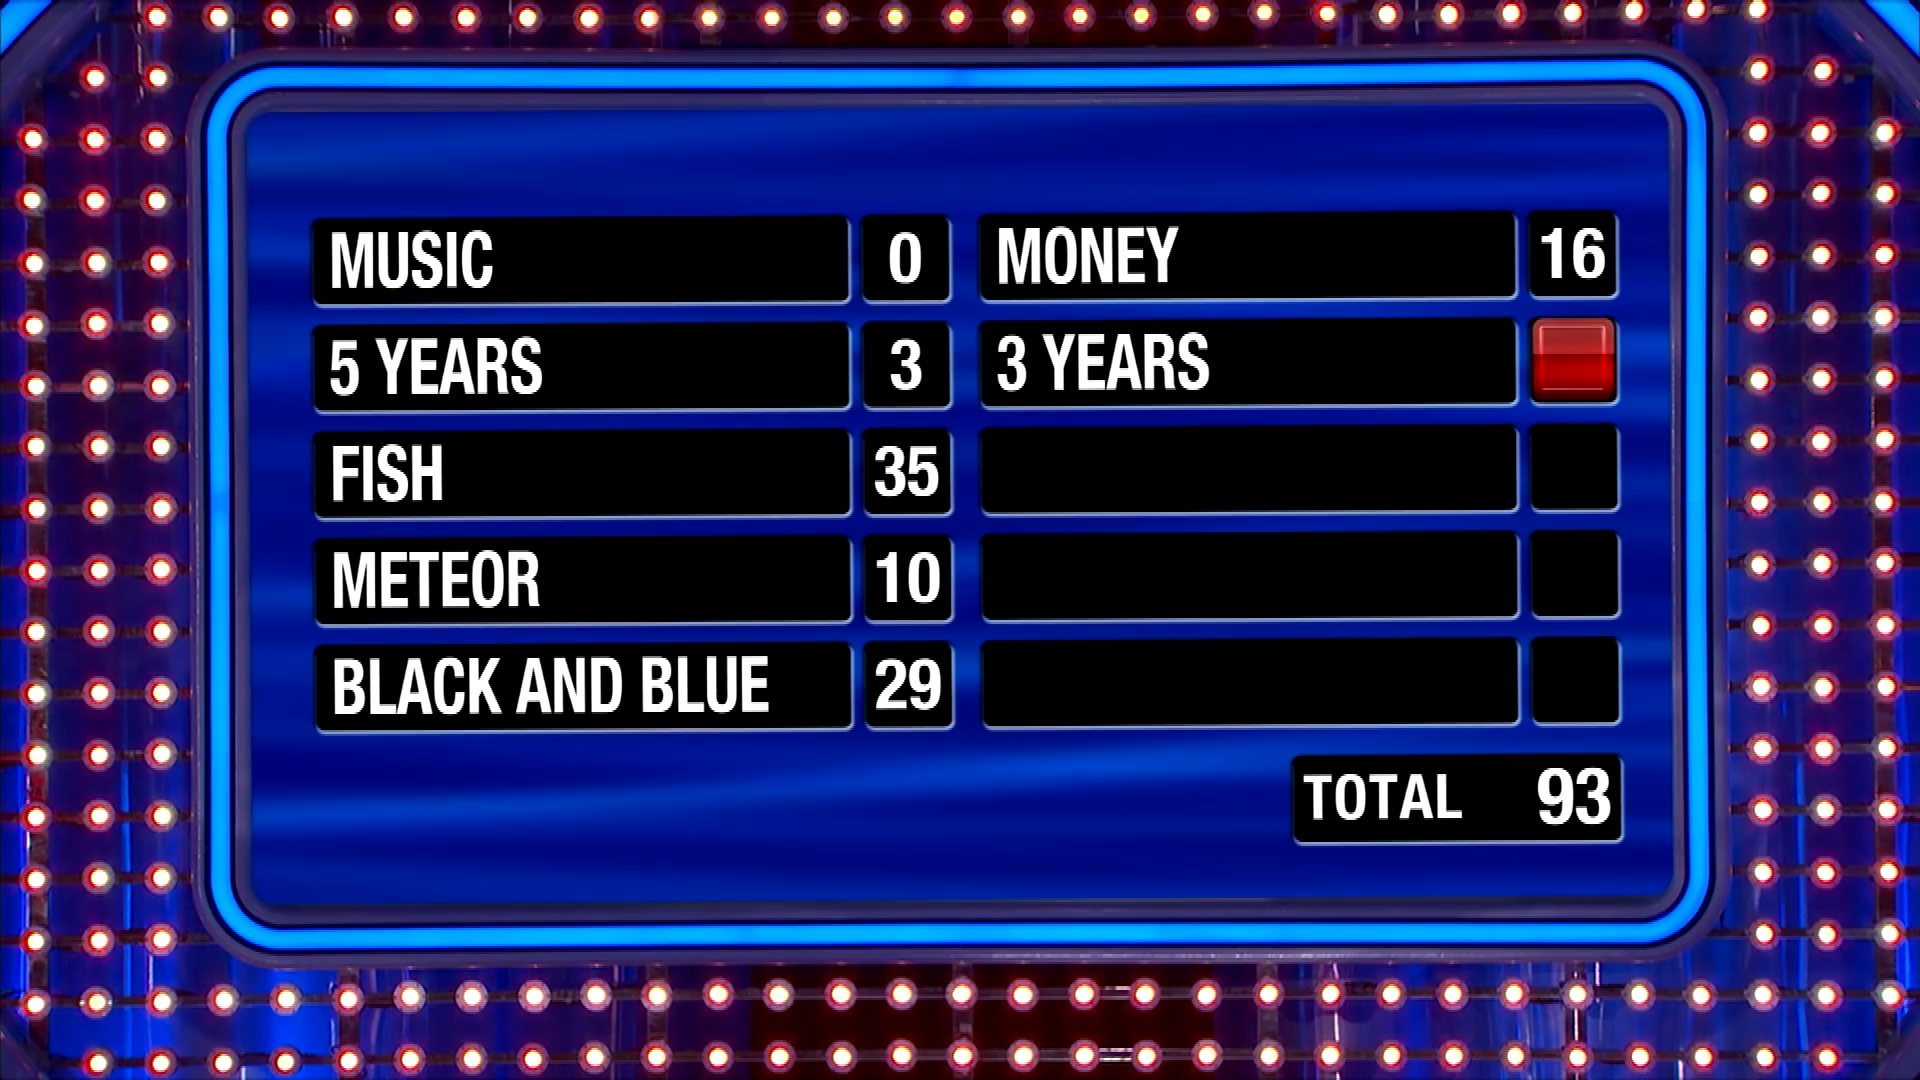 MUSIC 0 MONEY 16
5 YEARS 3 3 YEARS
FISH 35
METEOR 10
BLACK AND BLUE 29
TOTAL 93